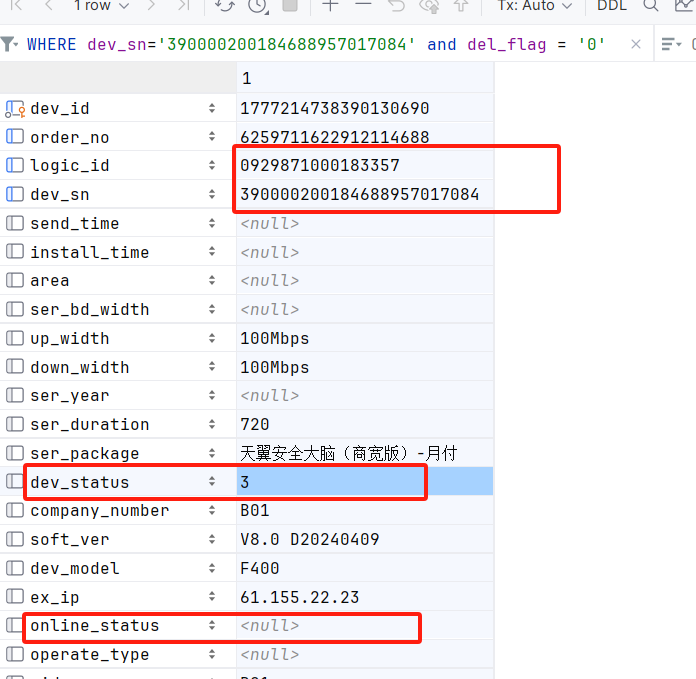 1 row Tx: Auto DDL
WHERE dev_sn='390000200184688957017084' and del_flag = '0'
1
dev_id 1777214738390130690
order_no 6259711622912114688
logic_id 0929871000183357
dev_sn 390000200184688957017084
send_time <null>
install_time <null>
area <null>
ser_bd_width <null>
up_width 100Mbps
down_width 100Mbps
ser_year <null>
ser_duration 720
ser_package 天翼安全大脑（商宽版）-月付
dev_status 3
company_number B01
soft_ver V8.0 D20240409
dev_model F400
ex_ip 61.155.22.23
online_status <null>
operate_type <null>